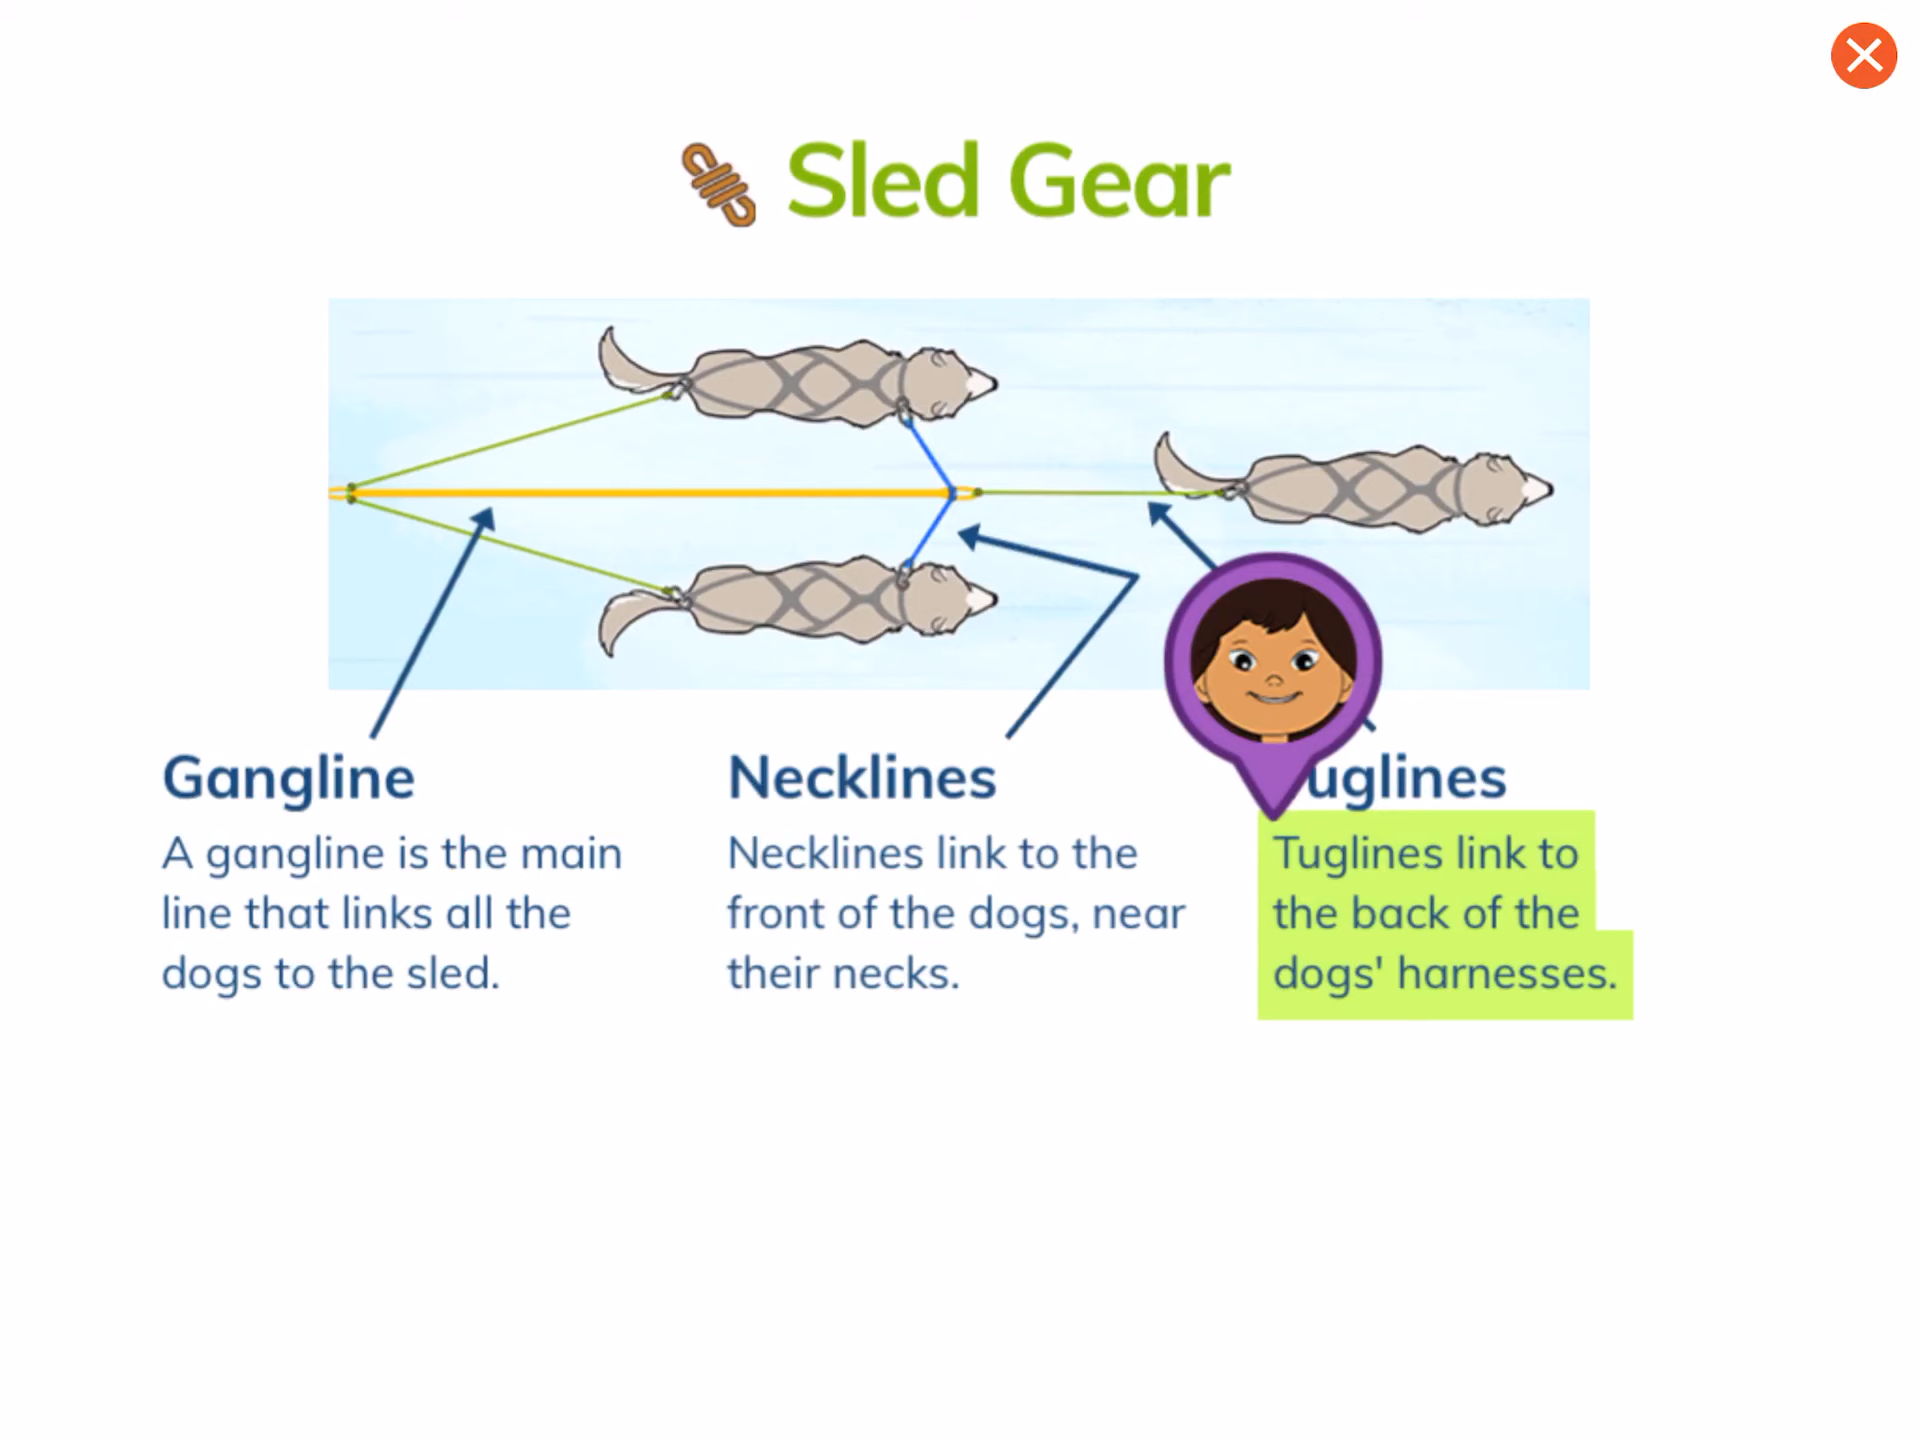 Sled Gear
Gangline
A gangline is the main
line that links all the
dogs to the sled.
Necklines
Necklines link to the
front of the dogs, near
their necks.
uglines
Tuglines link to
the back of the
dogs' harnesses.